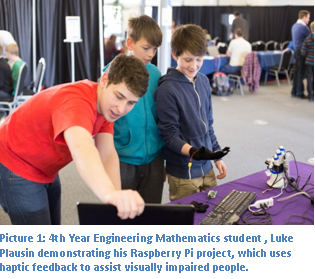 Picture 1: 4th Year Engineering Mathematics student , Luke
Plausin demonstrating his Raspberry Pi project, which uses
haptic feedback to assist visually impaired people.